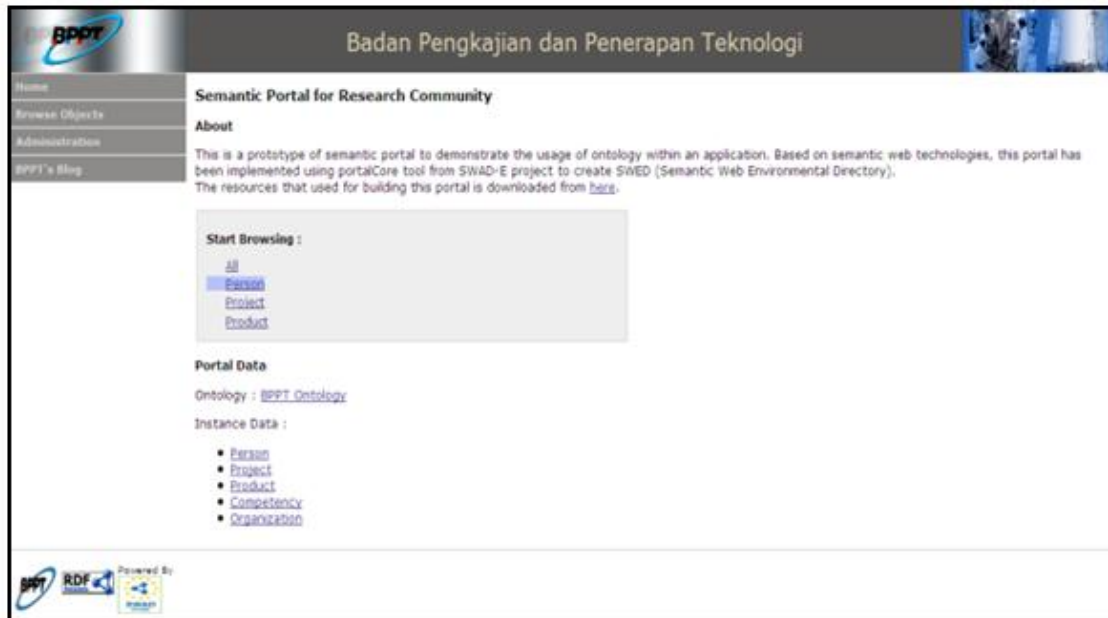 BPPT
Badan Pengkajian dan Penerapan Teknologi
Home
Browse Objects
Administration
BPPT's Blog
Semantic Portal for Research Community
About
This is a prototype of semantic portal to demonstrate the usage of ontology within an application. Based on semantic web technologies, this portal has
been implemented using portalCore tool from SWAD-E project to create SWED (Semantic Web Environmental Directory).
The resources that used for building this portal is downloaded from here.
Start Browsing :
All
Person
Project
Product
Portal Data
Ontology : BPPT Ontology
Instance Data :
• Person
• Project
• Product
• Competency
• Organization
BPPT
RDF
Powered By